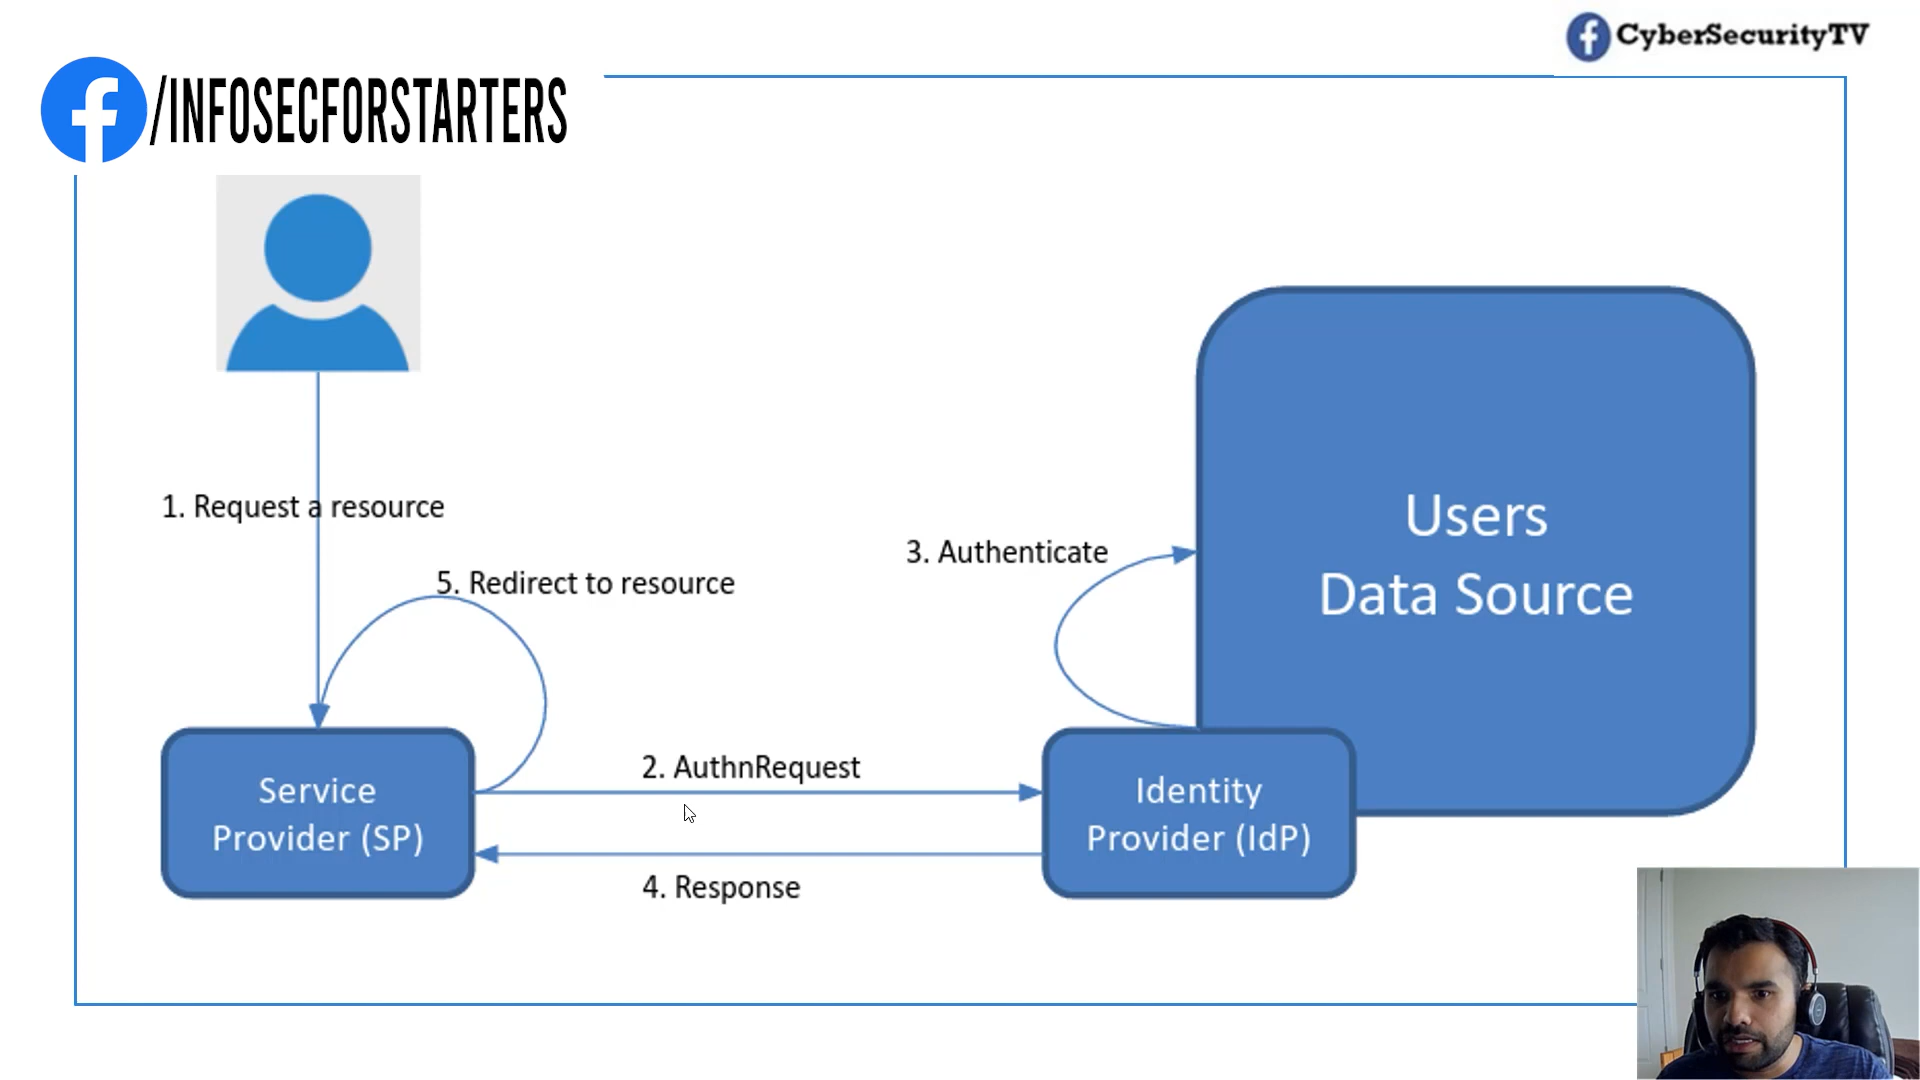 CyberSecurityTV
/INFOSECFORSTARTERS
1. Request a resource
5. Redirect to resource
3. Authenticate
Users
Data Source
2. AuthnRequest
Service
Provider (SP)
Identity
Provider (IdP)
4. Response